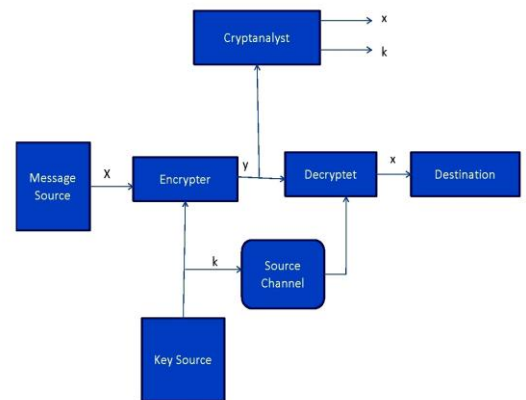 x
Cryptanalyst
k
Message
Source
X
Encrypter
y
Decryptet
x
Destination
k
Source
Channel
Key Source